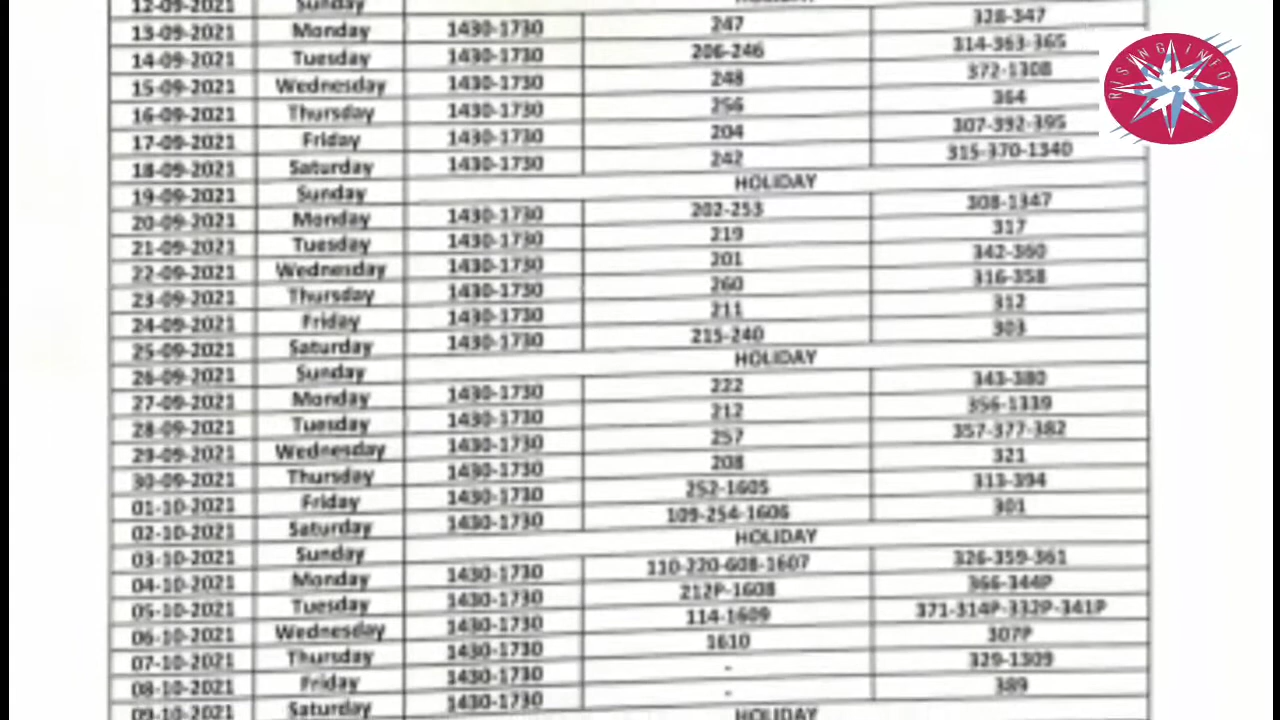 12-09-2021 Sunday HOLIDAY
13-09-2021 Monday 1430-1730 247 328-347
14-09-2021 Tuesday 1430-1730 206-246 314-363-365
15-09-2021 Wednesday 1430-1730 248 372-1308
16-09-2021 Thursday 1430-1730 256 364
17-09-2021 Friday 1430-1730 204 307-392-395
18-09-2021 Saturday 1430-1730 242 315-370-1340
19-09-2021 Sunday HOLIDAY
20-09-2021 Monday 1430-1730 202-253 308-1347
21-09-2021 Tuesday 1430-1730 219 317
22-09-2021 Wednesday 1430-1730 201 342-360
23-09-2021 Thursday 1430-1730 260 316-358
24-09-2021 Friday 1430-1730 211 312
25-09-2021 Saturday 1430-1730 215-240 303
26-09-2021 Sunday HOLIDAY
27-09-2021 Monday 1430-1730 222 343-380
28-09-2021 Tuesday 1430-1730 212
29-09-2021 Wednesday 1430-1730 257 357-377-382
30-09-2021 Thursday 1430-1730 208 321
01-10-2021 Friday 1430-1730 252-1605 313-394
02-10-2021 Saturday 1430-1730 109-254-1606 301
03-10-2021 Sunday HOLIDAY
04-10-2021 Monday 1430-1730 110-220-608-1607 326-359-361
05-10-2021 Tuesday 1430-1730 212P-1608 366-344P
06-10-2021 Wednesday 1430-1730 114-1609 371-314P-332P-341P
07-10-2021 Thursday 1430-1730 1610 307P
08-10-2021 Friday 1430-1730 - 329-1309
09-10-2021 Saturday 1430-1730 - 389
HOLIDAY
RISING INFO